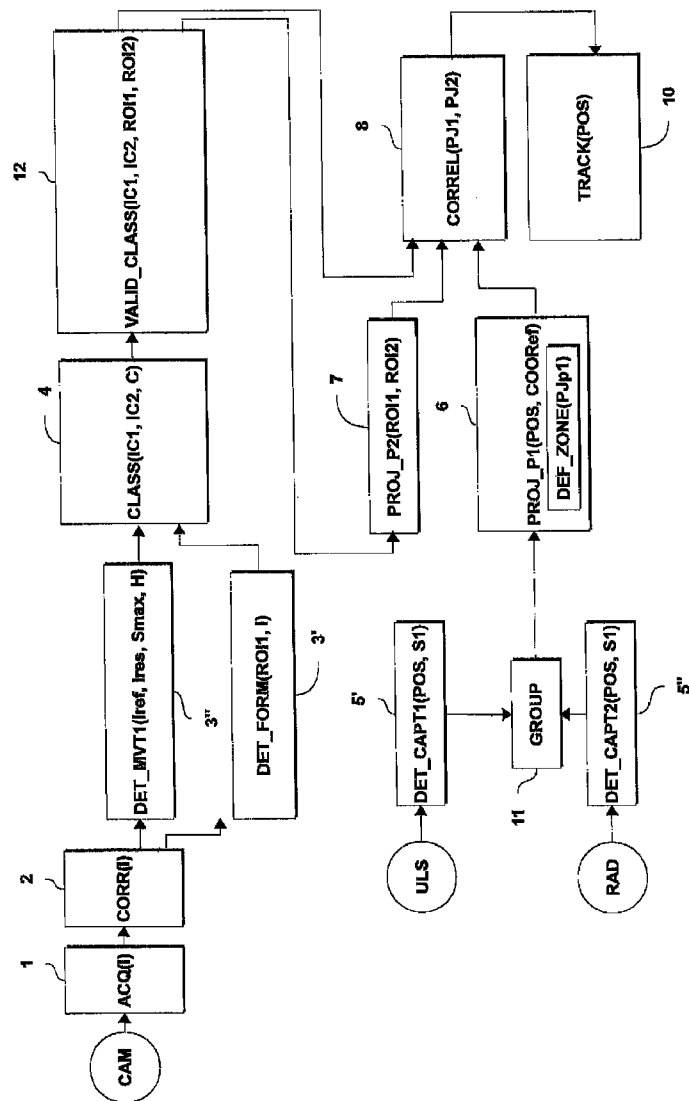 CAM
1
ACQ(I)
2
CORR(I)
3"
DET_MVT1(Iref, Ires, Smax, H)
3'
DET_FORM(ROI1, I)
4
CLASS(IC1, IC2, C)
12
VALID_CLASS(IC1, IC2, ROI1, ROI2)
ULS
5'
DET_CAPT1(POS, S1)
RAD
5"
DET_CAPT2(POS, S1)
11
GROUP
7
PROJ_P2(ROI1, ROI2)
6
PROJ_P1(POS, COORef)
DEF_ZONE(PJp1)
8
CORREL(PJ1, PJ2)
10
TRACK(POS)